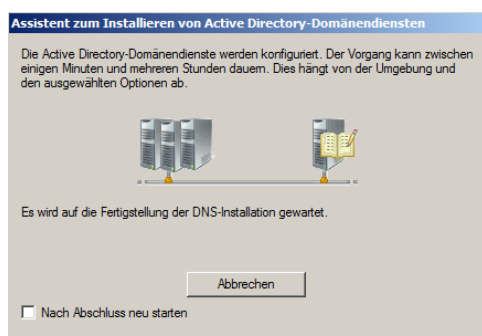 Assistent zum Installieren von Active Directory-Domänendiensten
Die Active Directory-Domänendienste werden konfiguriert. Der Vorgang kann zwischen
einigen Minuten und mehreren Stunden dauern. Dies hängt von der Umgebung und
den ausgewählten Optionen ab.
Es wird auf die Fertigstellung der DNS-Installation gewartet.
Abbrechen
Nach Abschluss neu starten